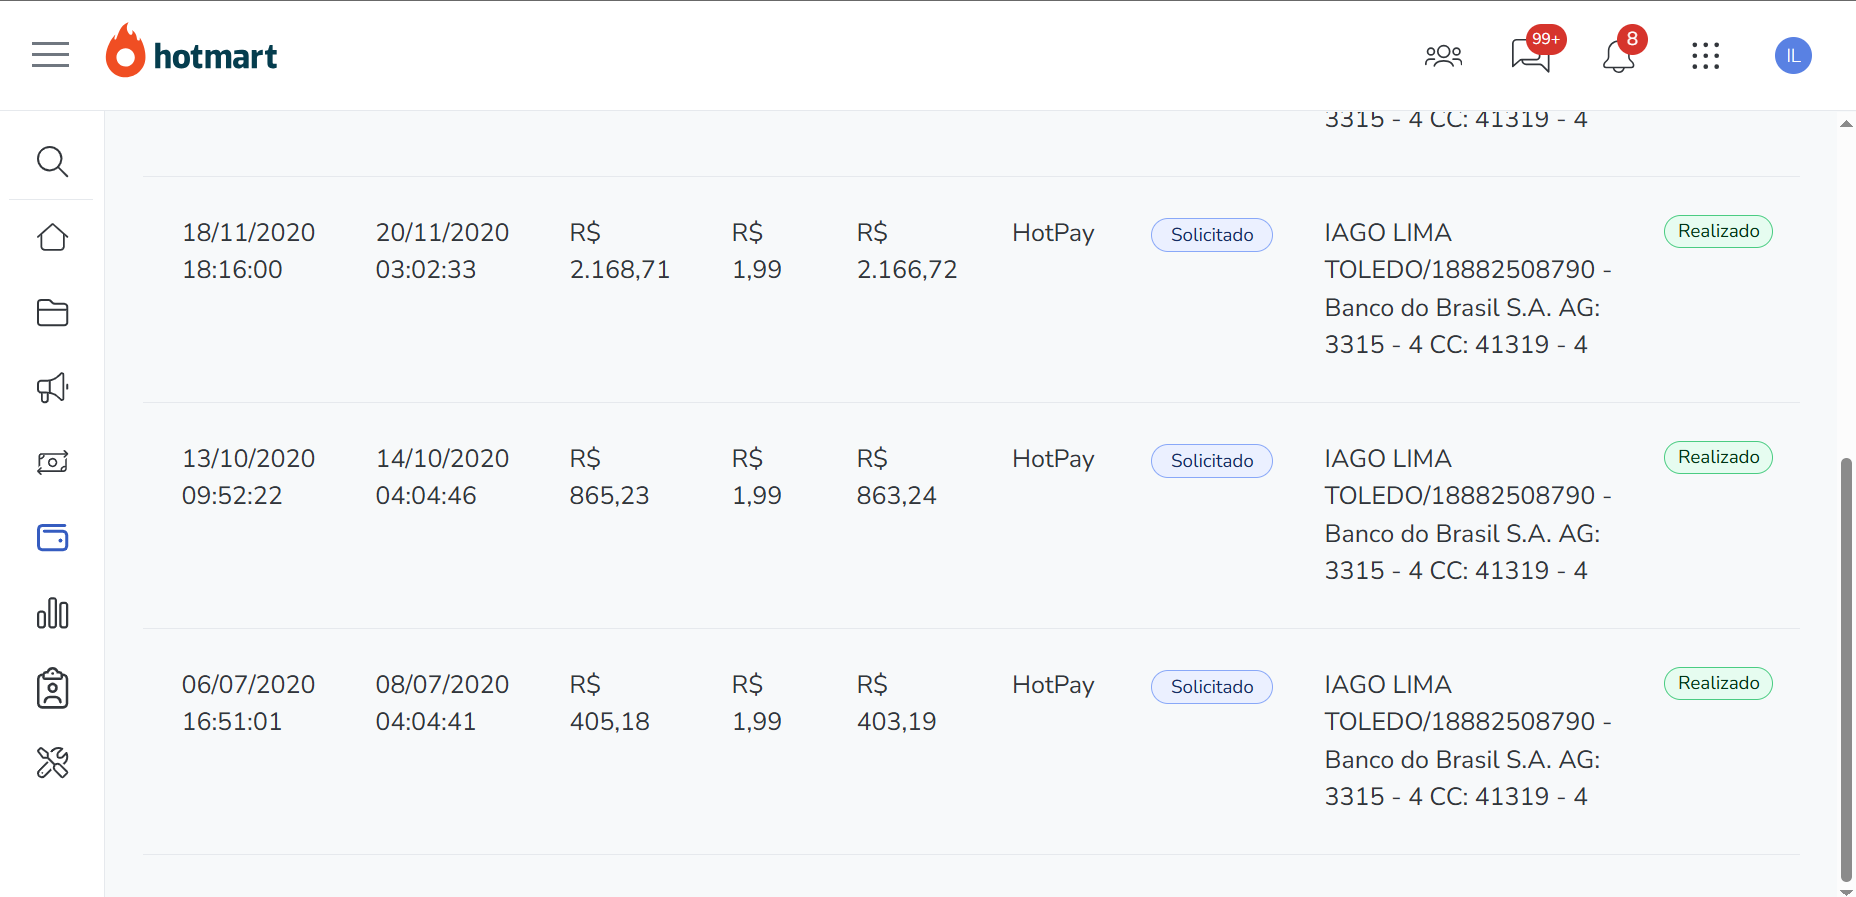 hotmart
99+
8
IL
3315 - 4 CC: 41319 - 4
18/11/2020 20/11/2020 R$ R$ R$ HotPay Solicitado IAGO LIMA Realizado
18:16:00 03:02:33 2.168,71 1,99 2.166,72 TOLEDO/18882508790 -
Banco do Brasil S.A. AG:
3315 - 4 CC: 41319 - 4
13/10/2020 14/10/2020 R$ R$ R$ HotPay Solicitado IAGO LIMA Realizado
09:52:22 04:04:46 865,23 1,99 863,24 TOLEDO/18882508790 -
Banco do Brasil S.A. AG:
3315 - 4 CC: 41319 - 4
06/07/2020 08/07/2020 R$ R$ R$ HotPay Solicitado IAGO LIMA Realizado
16:51:01 04:04:41 405,18 1,99 403,19 TOLEDO/18882508790 -
Banco do Brasil S.A. AG:
3315 - 4 CC: 41319 - 4